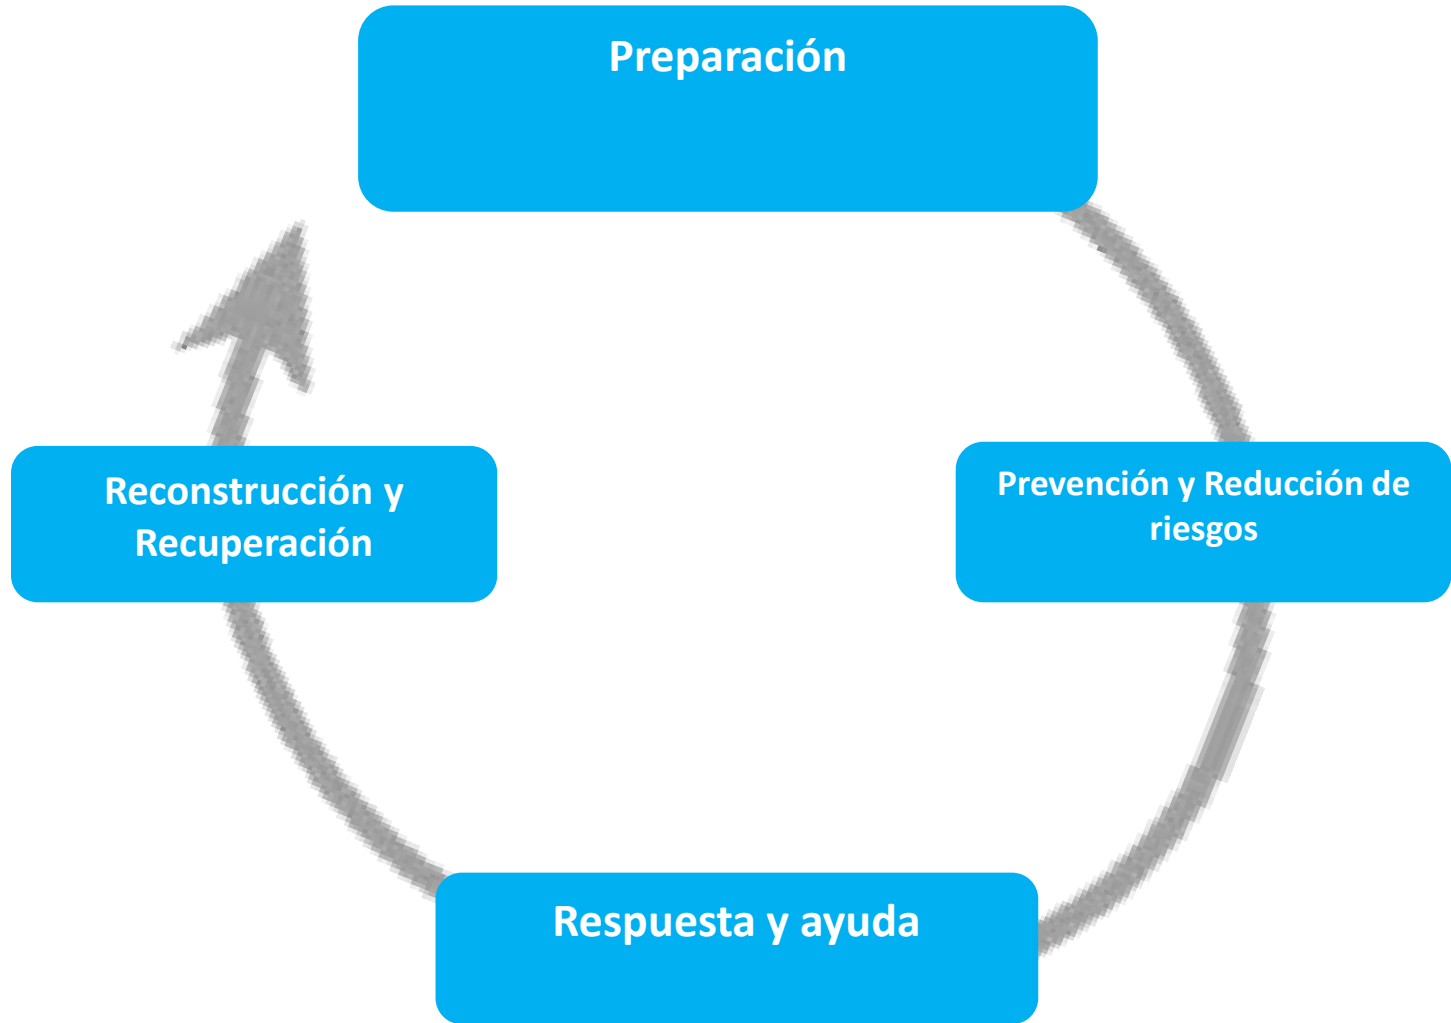 Preparación
Reconstrucción y
Recuperación
Prevención y Reducción de
riesgos
Respuesta y ayuda